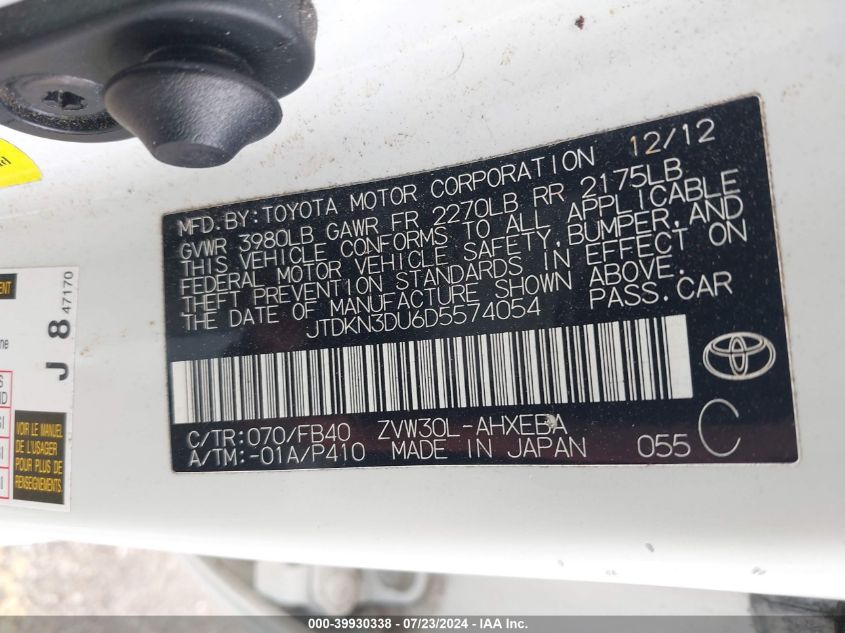 MFD. BY: TOYOTA MOTOR CORPORATION 12/12
GVWR 3980LB GAWR FR 2270LB RR 2175LB
THIS VEHICLE CONFORMS TO ALL APPLICABLE
FEDERAL MOTOR VEHICLE SAFETY, BUMPER, AND
THEFT PREVENTION STANDARDS IN EFFECT ON
THE DATE OF MANUFACTURE SHOWN ABOVE.
JTDKN3DU6D5574054 PASS. CAR
C/TR: 070/FB40 ZVW30L-AHXEBA
A/TM: -01A/P410 MADE IN JAPAN 055 C
J 8 47170
VOIR LE MANUEL
DE L'USAGER
POUR PLUS DE
RENSEIGNEMENTS
000-39930338 - 07/23/2024 - IAA Inc.